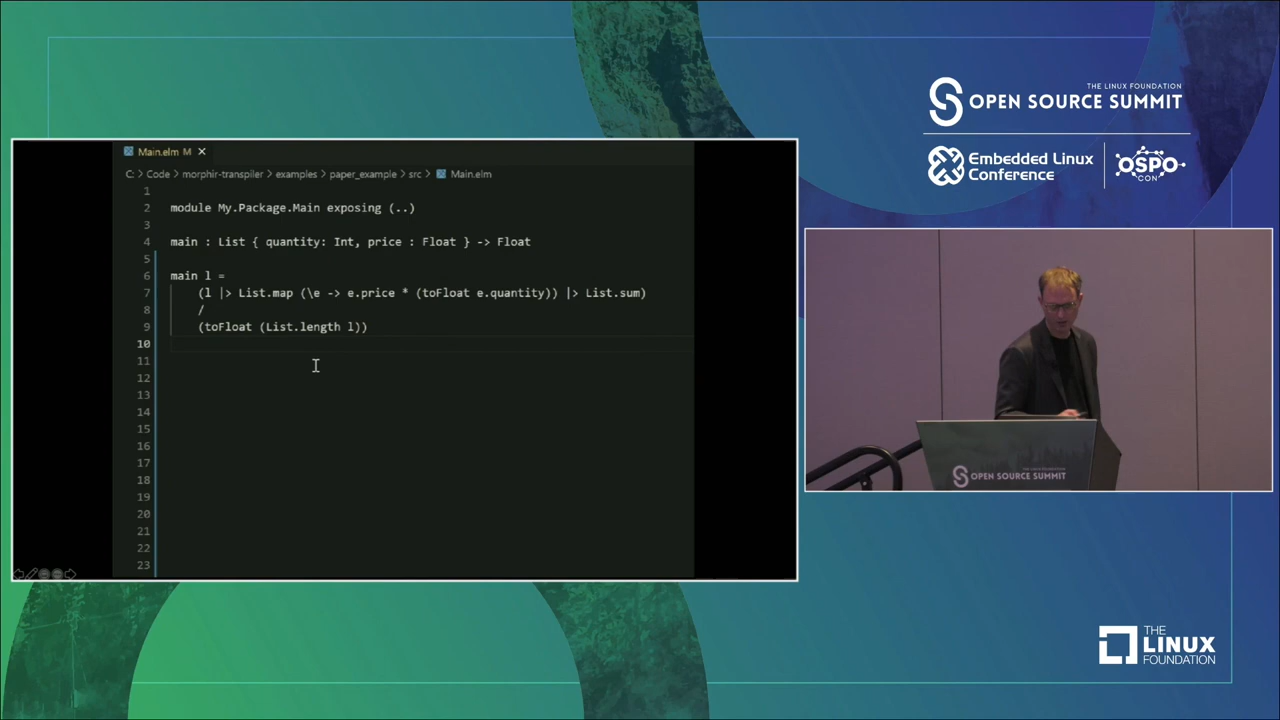 THE LINUX FOUNDATION
OPEN SOURCE SUMMIT
Embedded Linux
Conference
OSPO
CON
Main.elm M ×
C: > Code > morphir-transpiler > examples > paper_example > src > Main.elm
1
2 module My.Package.Main exposing (..)
3
4 main : List { quantity: Int, price : Float } -> Float
5
6 main l =
7 (l |> List.map (\e -> e.price * (toFloat e.quantity)) |> List.sum)
8 /
9 (toFloat (List.length l))
10
11
12
13
14
15
16
17
18
19
20
21
22
23
OPEN SOURCE SUMMIT
THE
LINUX
FOUNDATION